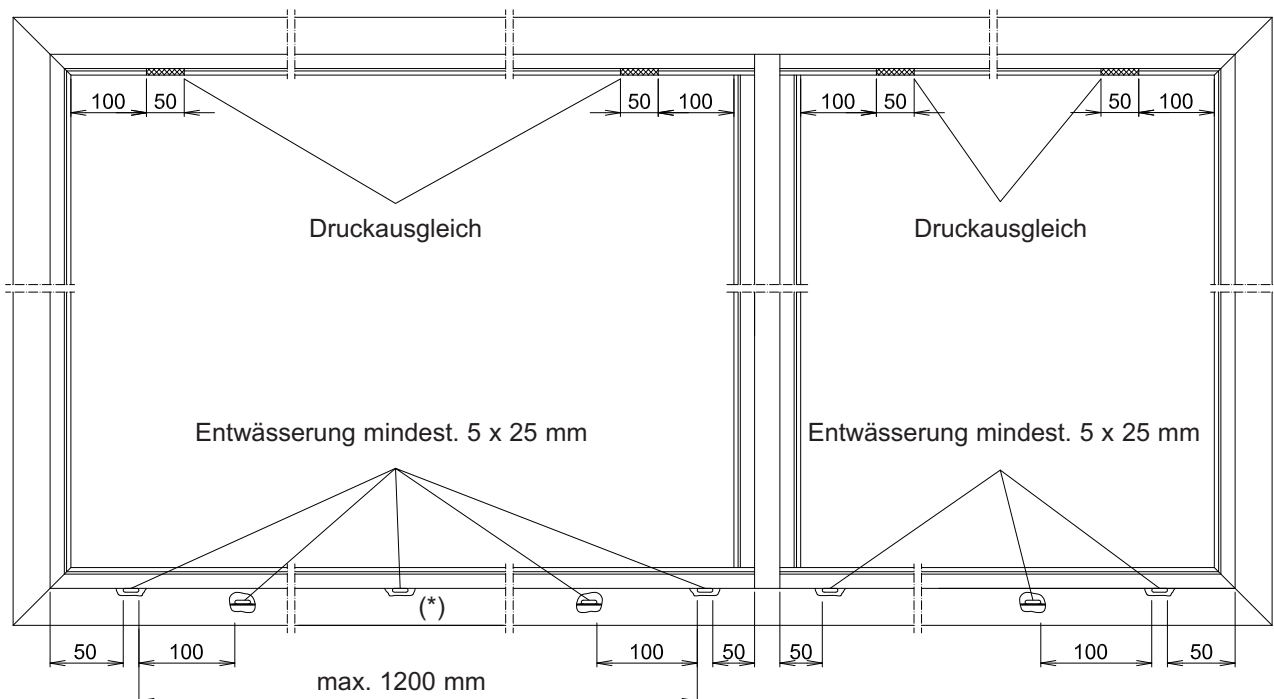 100 50 50 100 100 50 50 100
Druckausgleich Druckausgleich
Entwässerung mindest. 5 x 25 mm Entwässerung mindest. 5 x 25 mm
(*)
50 100 100 50 50 100 50
max. 1200 mm